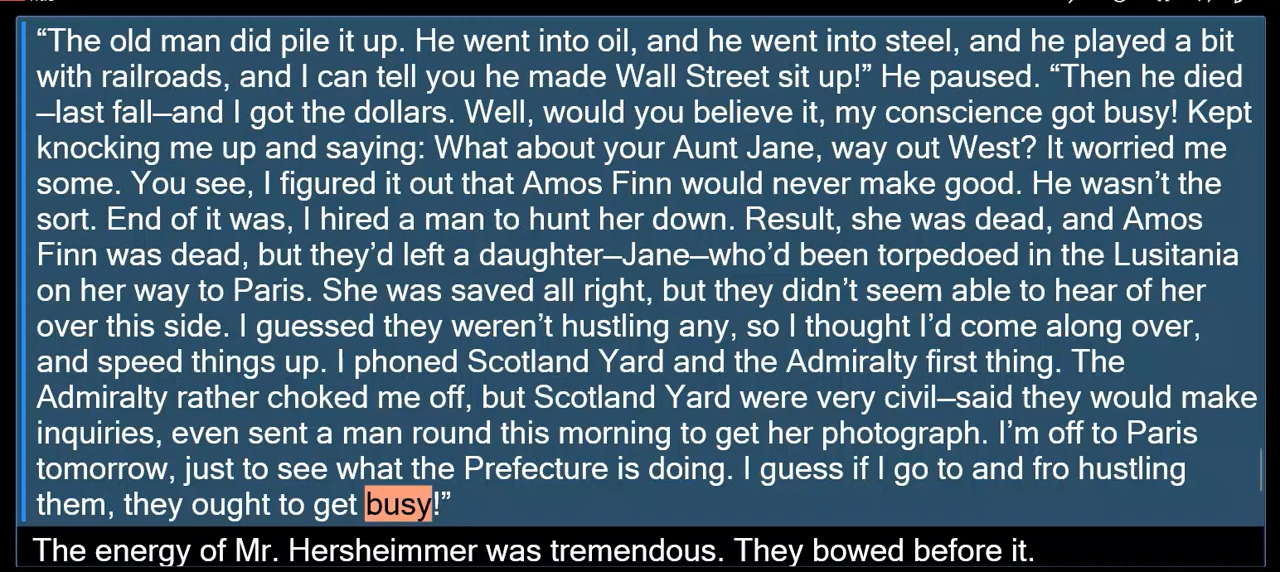 “The old man did pile it up. He went into oil, and he went into steel, and he played a bit
with railroads, and I can tell you he made Wall Street sit up!” He paused. “Then he died
—last fall—and I got the dollars. Well, would you believe it, my conscience got busy! Kept
knocking me up and saying: What about your Aunt Jane, way out West? It worried me
some. You see, I figured it out that Amos Finn would never make good. He wasn’t the
sort. End of it was, I hired a man to hunt her down. Result, she was dead, and Amos
Finn was dead, but they’d left a daughter—Jane—who’d been torpedoed in the Lusitania
on her way to Paris. She was saved all right, but they didn’t seem able to hear of her
over this side. I guessed they weren’t hustling any, so I thought I’d come along over,
and speed things up. I phoned Scotland Yard and the Admiralty first thing. The
Admiralty rather choked me off, but Scotland Yard were very civil—said they would make
inquiries, even sent a man round this morning to get her photograph. I’m off to Paris
tomorrow, just to see what the Prefecture is doing. I guess if I go to and fro hustling
them, they ought to get busy!”
The energy of Mr. Hersheimmer was tremendous. They bowed before it.